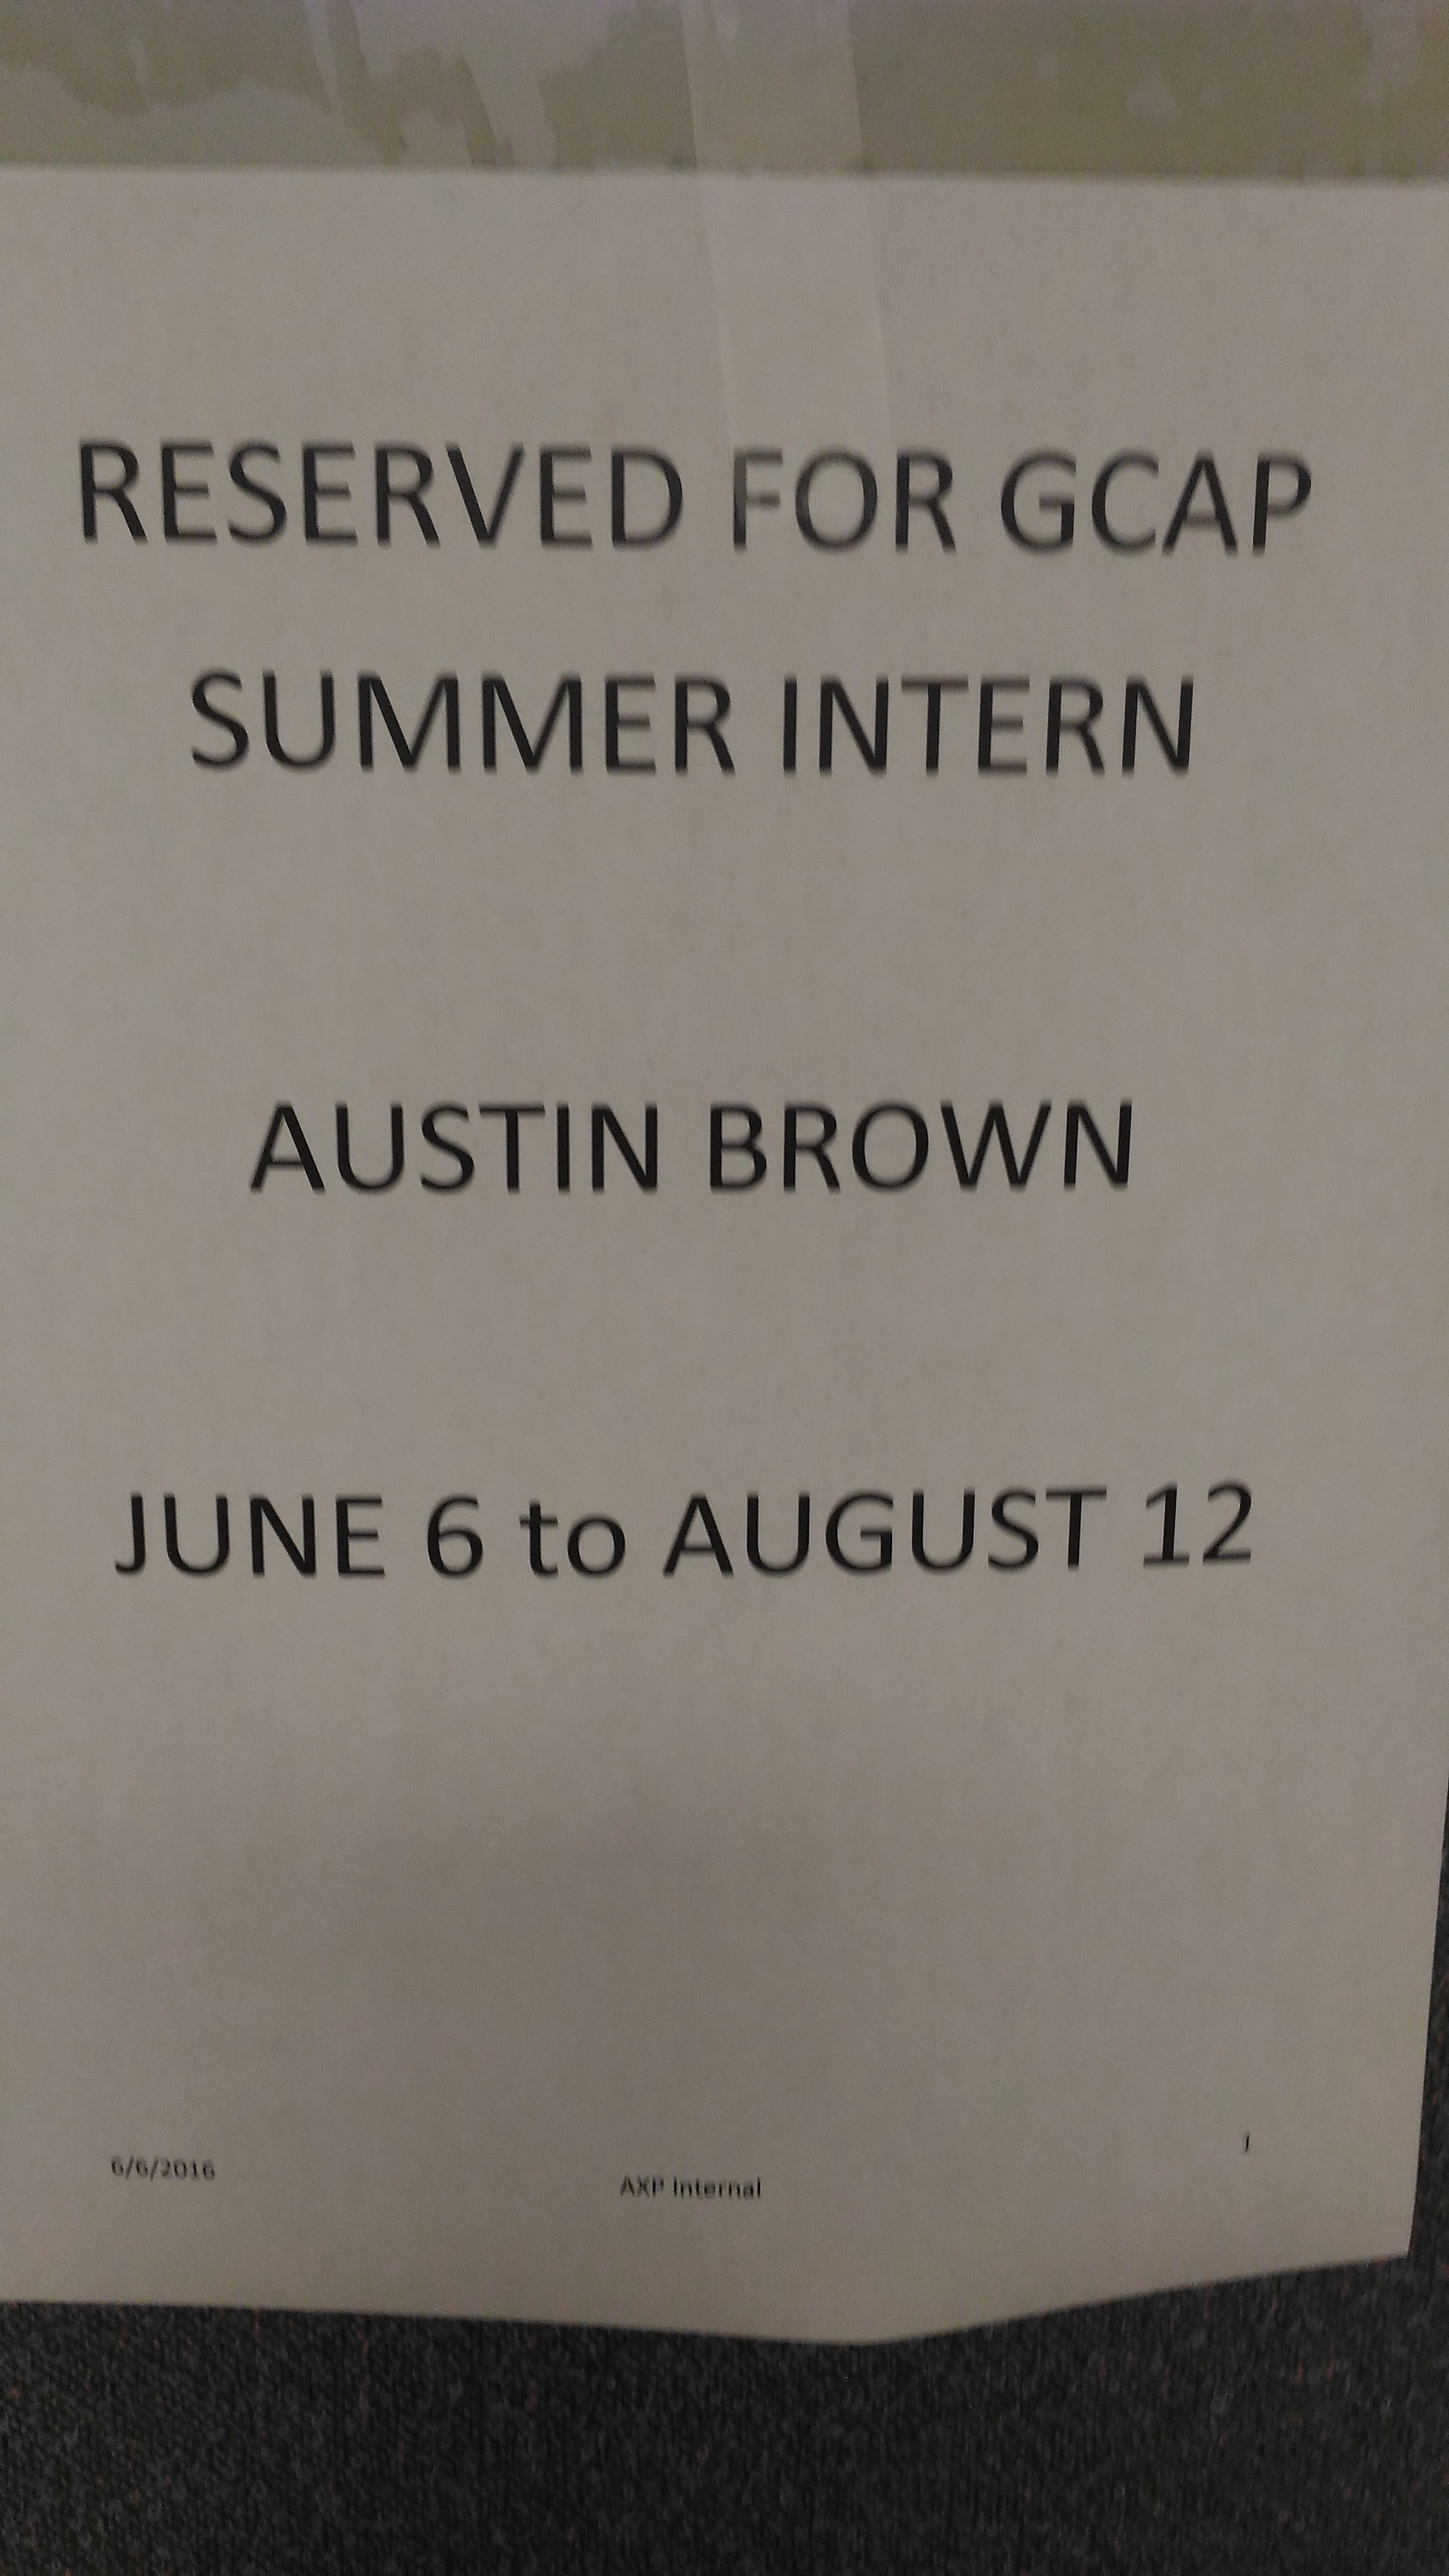 RESERVED FOR GCAP
SUMMER INTERN
AUSTIN BROWN
JUNE 6 to AUGUST 12
6/6/2016
AXP Internal
1